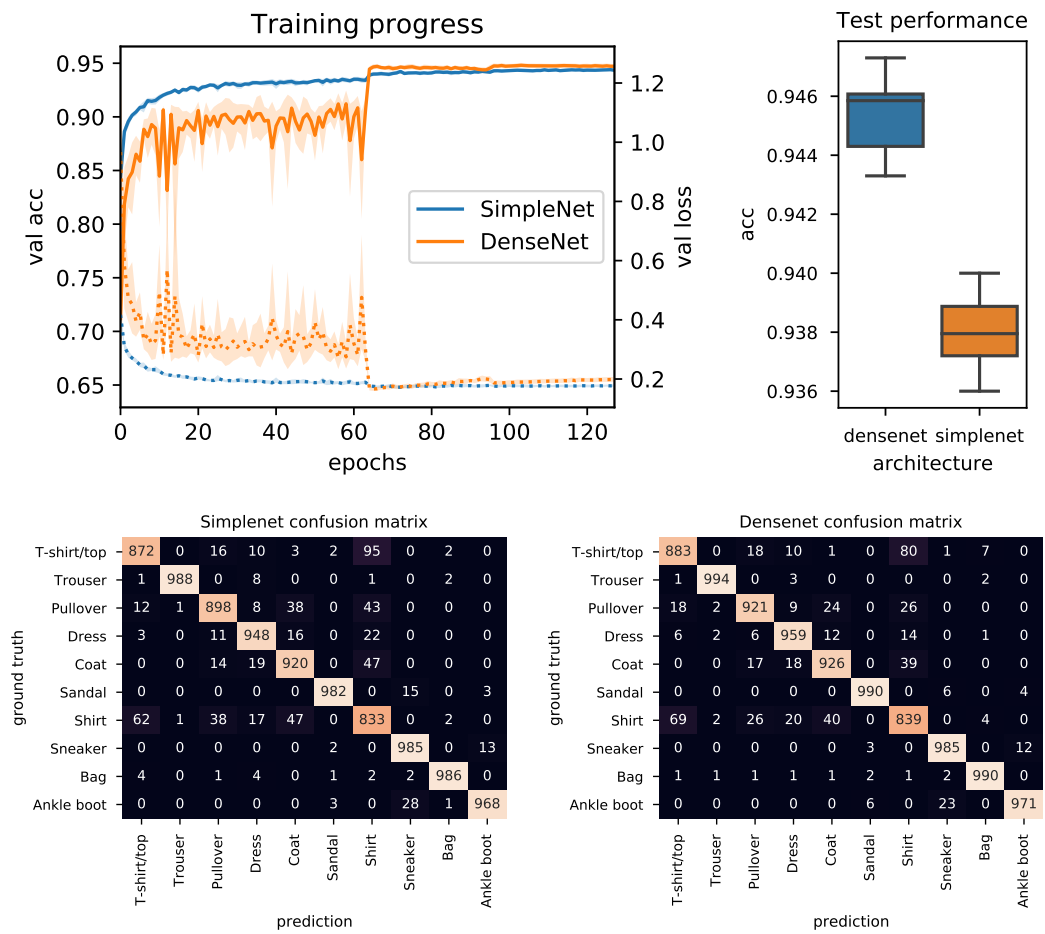 Training progress
0.95
0.90
0.85
0.80
0.75
0.70
0.65
val acc
1.2
1.0
0.8
0.6
0.4
0.2
val loss
SimpleNet
DenseNet
0 20 40 60 80 100 120
epochs
Test performance
0.946
0.944
0.942
0.940
0.938
0.936
acc
densenet simplenet
architecture
Simplenet confusion matrix
T-shirt/top 872 0 16 10 3 2 95 0 2 0
Trouser 1 988 0 8 0 0 1 0 2 0
Pullover 12 1 898 8 38 0 43 0 0 0
Dress 3 0 11 948 16 0 22 0 0 0
Coat 0 0 14 19 920 0 47 0 0 0
Sandal 0 0 0 0 0 982 0 15 0 3
Shirt 62 1 38 17 47 0 833 0 2 0
Sneaker 0 0 0 0 0 2 0 985 0 13
Bag 4 0 1 4 0 1 2 2 986 0
Ankle boot 0 0 0 0 0 3 0 28 1 968
ground truth
T-shirt/top Trouser Pullover Dress Coat Sandal Shirt Sneaker Bag Ankle boot
prediction
Densenet confusion matrix
T-shirt/top 883 0 18 10 1 0 80 1 7 0
Trouser 1 994 0 3 0 0 0 0 2 0
Pullover 18 2 921 9 24 0 26 0 0 0
Dress 6 2 6 959 12 0 14 0 1 0
Coat 0 0 17 18 926 0 39 0 0 0
Sandal 0 0 0 0 0 990 0 6 0 4
Shirt 69 2 26 20 40 0 839 0 4 0
Sneaker 0 0 0 0 0 3 0 985 0 12
Bag 1 1 1 1 1 2 1 2 990 0
Ankle boot 0 0 0 0 0 6 0 23 0 971
ground truth
T-shirt/top Trouser Pullover Dress Coat Sandal Shirt Sneaker Bag Ankle boot
prediction